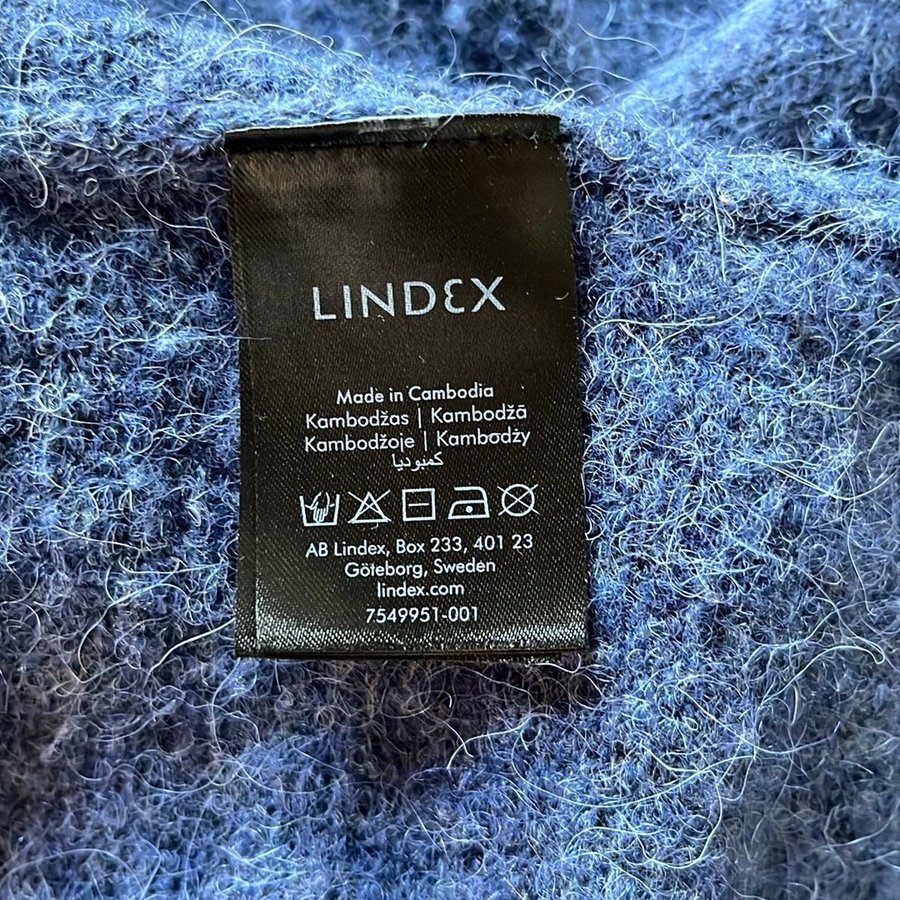 LINDEX
Made in Cambodia
Kambodžas | Kambodžā
Kambodžoje | Kambodży
كمبوديا
AB Lindex, Box 233, 401 23
Göteborg, Sweden
lindex.com
7549951-001